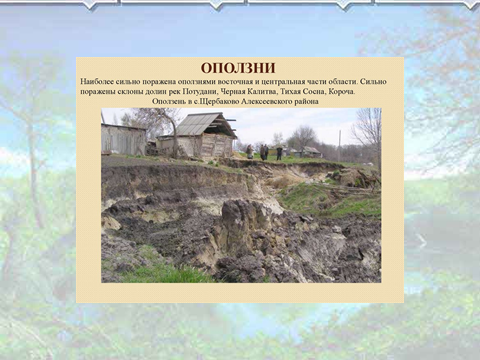 ОПОЛЗНИ
Наиболее сильно поражена оползнями восточная и центральная части области. Сильно
поражены склоны долин рек Потудани, Черная Калитва, Тихая Сосна, Короча.
Оползень в с.Щербаково Алексеевского района